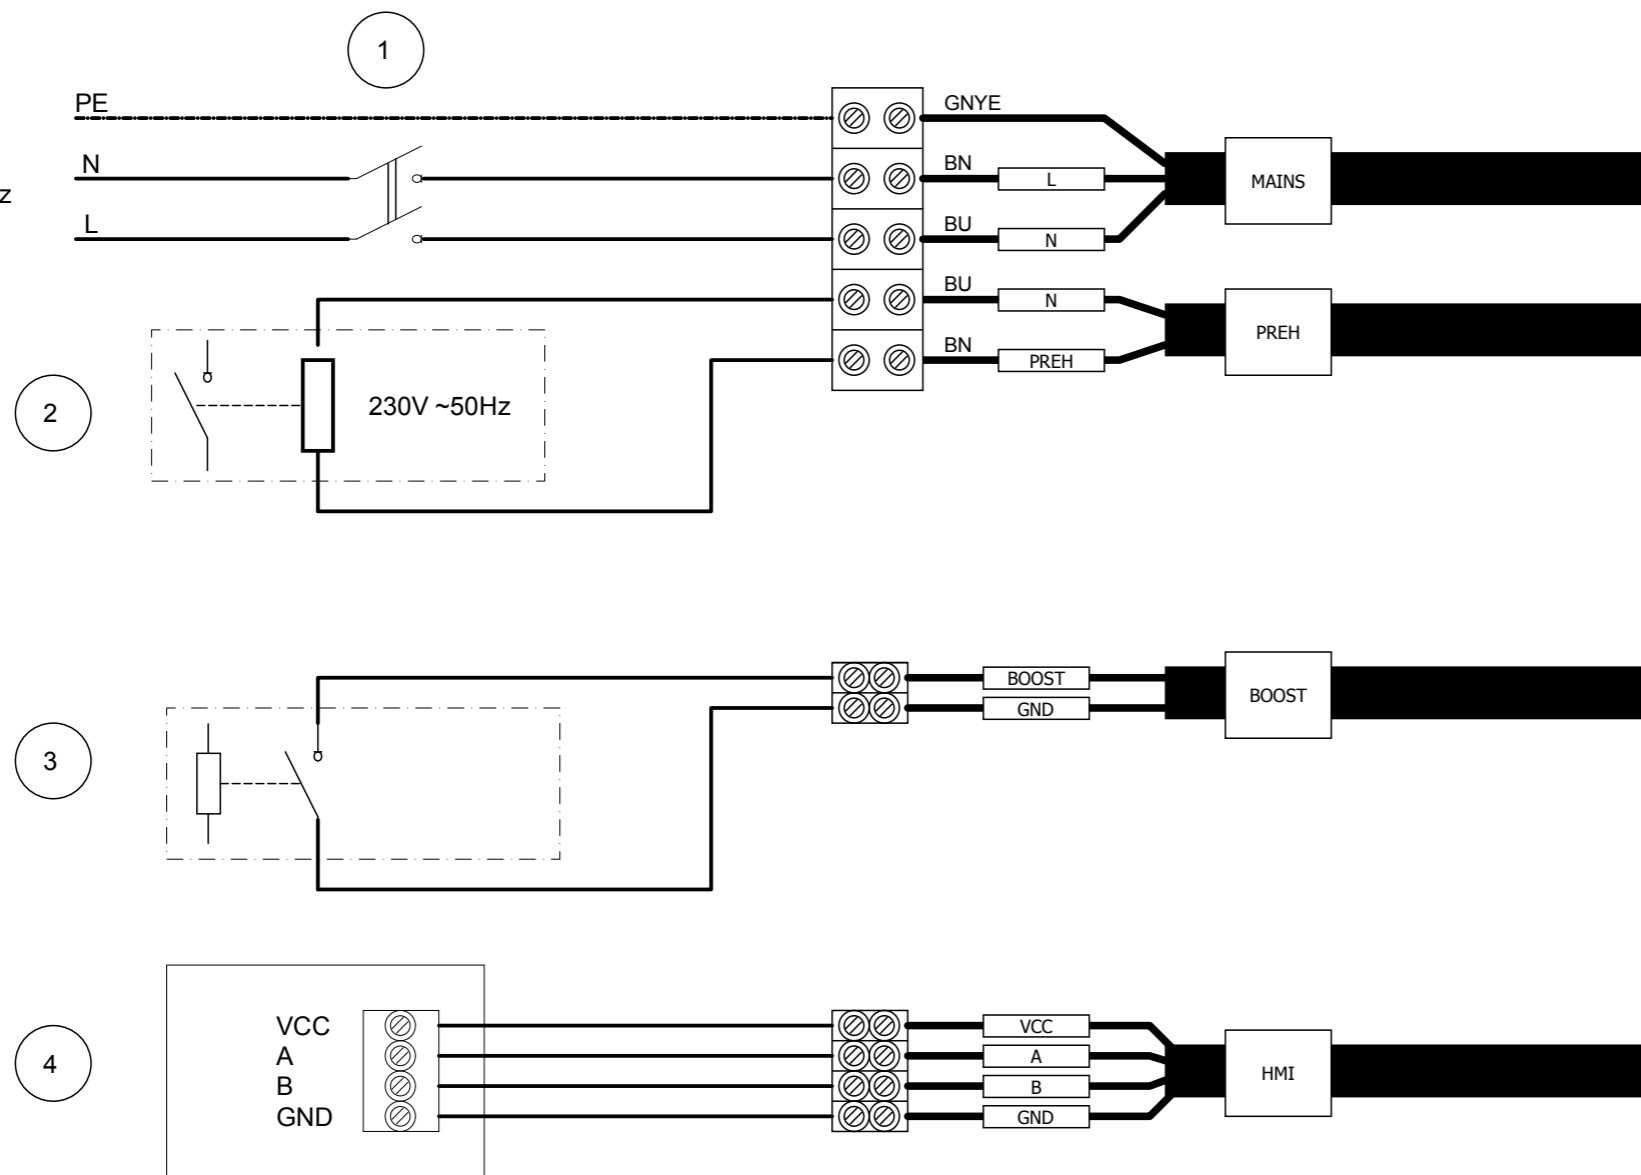 1
PE
GNYE
N
BN
L
MAINS
z
L
BU
N
BU
N
PREH
BN
PREH
2
230V ~50Hz
BOOST
GND
BOOST
3
VCC
VCC
A
A
B
B
GND
GND
HMI
4